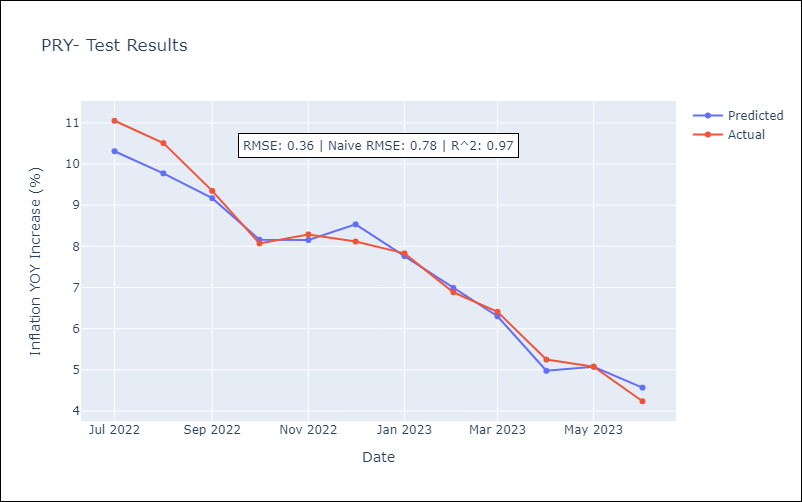 PRY- Test Results
Predicted
Actual
RMSE: 0.36 | Naive RMSE: 0.78 | R^2: 0.97
Inflation YOY Increase (%)
11
10
9
8
7
6
5
4
Jul 2022 Sep 2022 Nov 2022 Jan 2023 Mar 2023 May 2023
Date